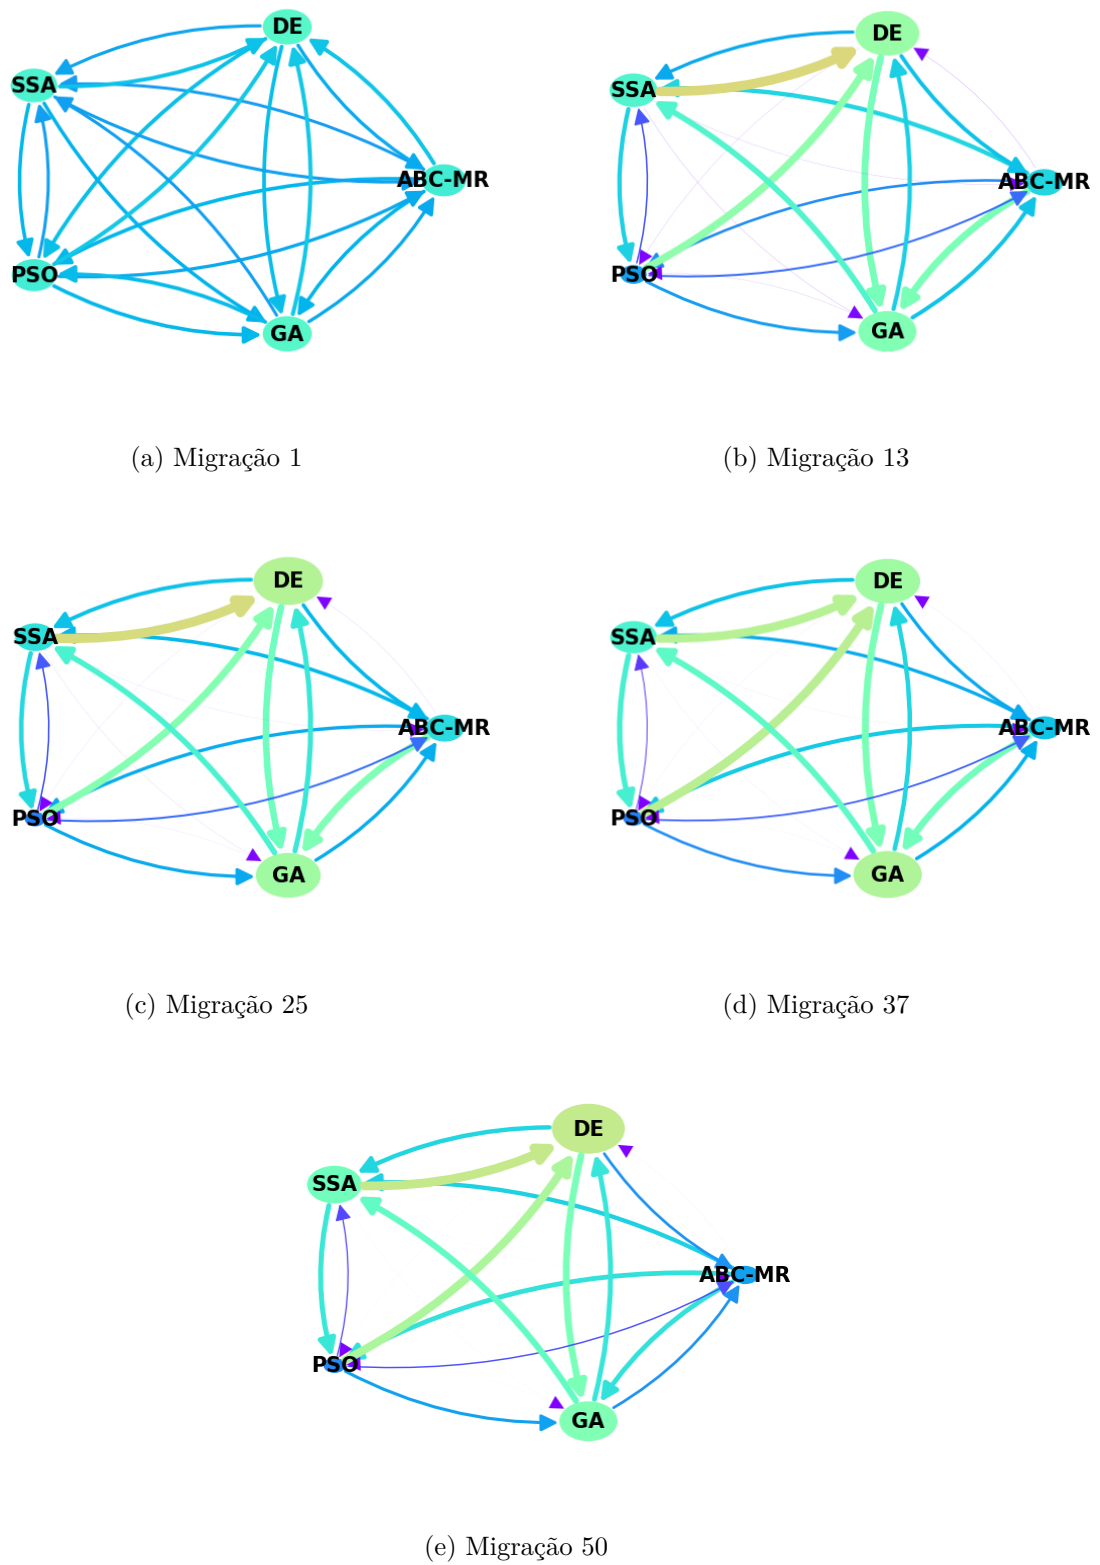 DE
SSA
ABC-MR
PSO
GA
(a) Migração 1
DE
SSA
ABC-MR
PSO
GA
(b) Migração 13
DE
SSA
ABC-MR
PSO
GA
(c) Migração 25
DE
SSA
ABC-MR
PSO
GA
(d) Migração 37
DE
SSA
ABC-MR
PSO
GA
(e) Migração 50